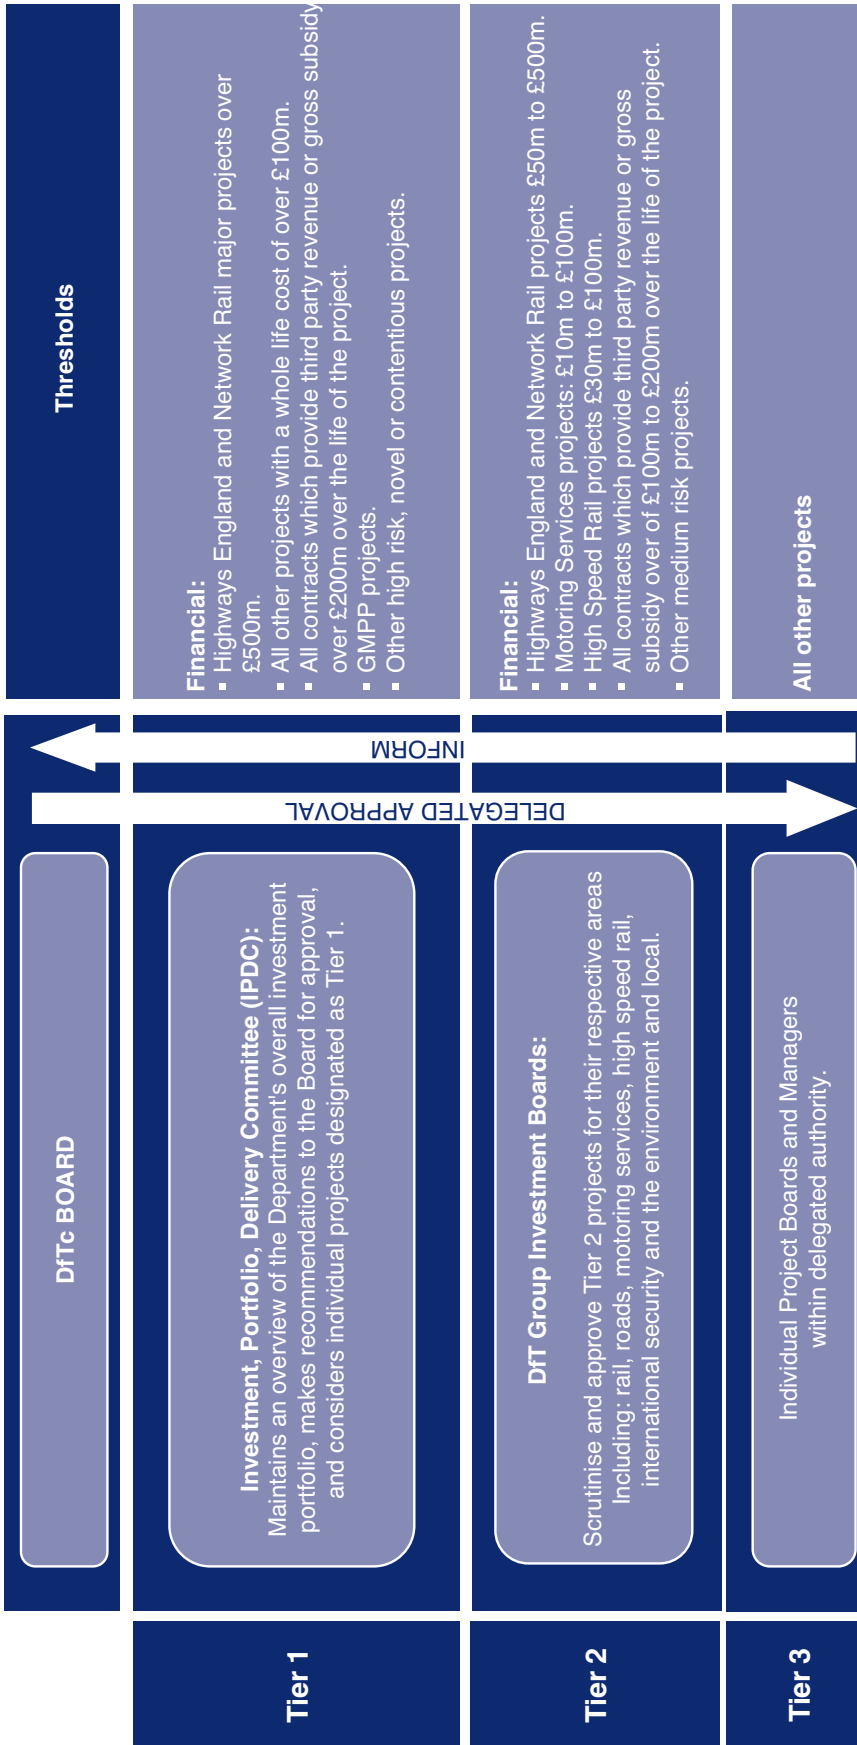 DfTc BOARD
Thresholds
Tier 1
Investment, Portfolio, Delivery Committee (IPDC):
Maintains an overview of the Department's overall investment
portfolio, makes recommendations to the Board for approval,
and considers individual projects designated as Tier 1.
Financial:
▪ Highways England and Network Rail major projects over
£500m.
▪ All other projects with a whole life cost of over £100m.
▪ All contracts which provide third party revenue or gross subsidy
over £200m over the life of the project.
▪ GMPP projects.
▪ Other high risk, novel or contentious projects.
Tier 2
DfT Group Investment Boards:
Scrutinise and approve Tier 2 projects for their respective areas
Including: rail, roads, motoring services, high speed rail,
international security and the environment and local.
Financial:
▪ Highways England and Network Rail projects £50m to £500m.
▪ Motoring Services projects: £10m to £100m.
▪ High Speed Rail projects £30m to £100m.
▪ All contracts which provide third party revenue or gross
subsidy over of £100m to £200m over the life of the project.
▪ Other medium risk projects.
Tier 3
Individual Project Boards and Managers
within delegated authority.
All other projects
DELEGATED APPROVAL
INFORM